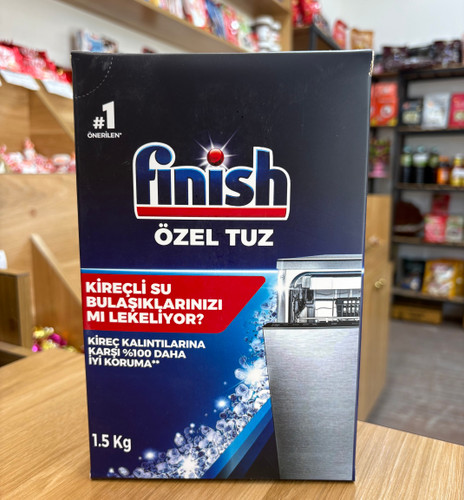 #1
ÖNERİLEN*
finish
ÖZEL TUZ
KİREÇLİ SU
BULAŞIKLARINIZI
MI LEKELİYOR?
KİREÇ KALINTILARINA
KARŞI %100 DAHA
İYİ KORUMA**
1.5 Kg